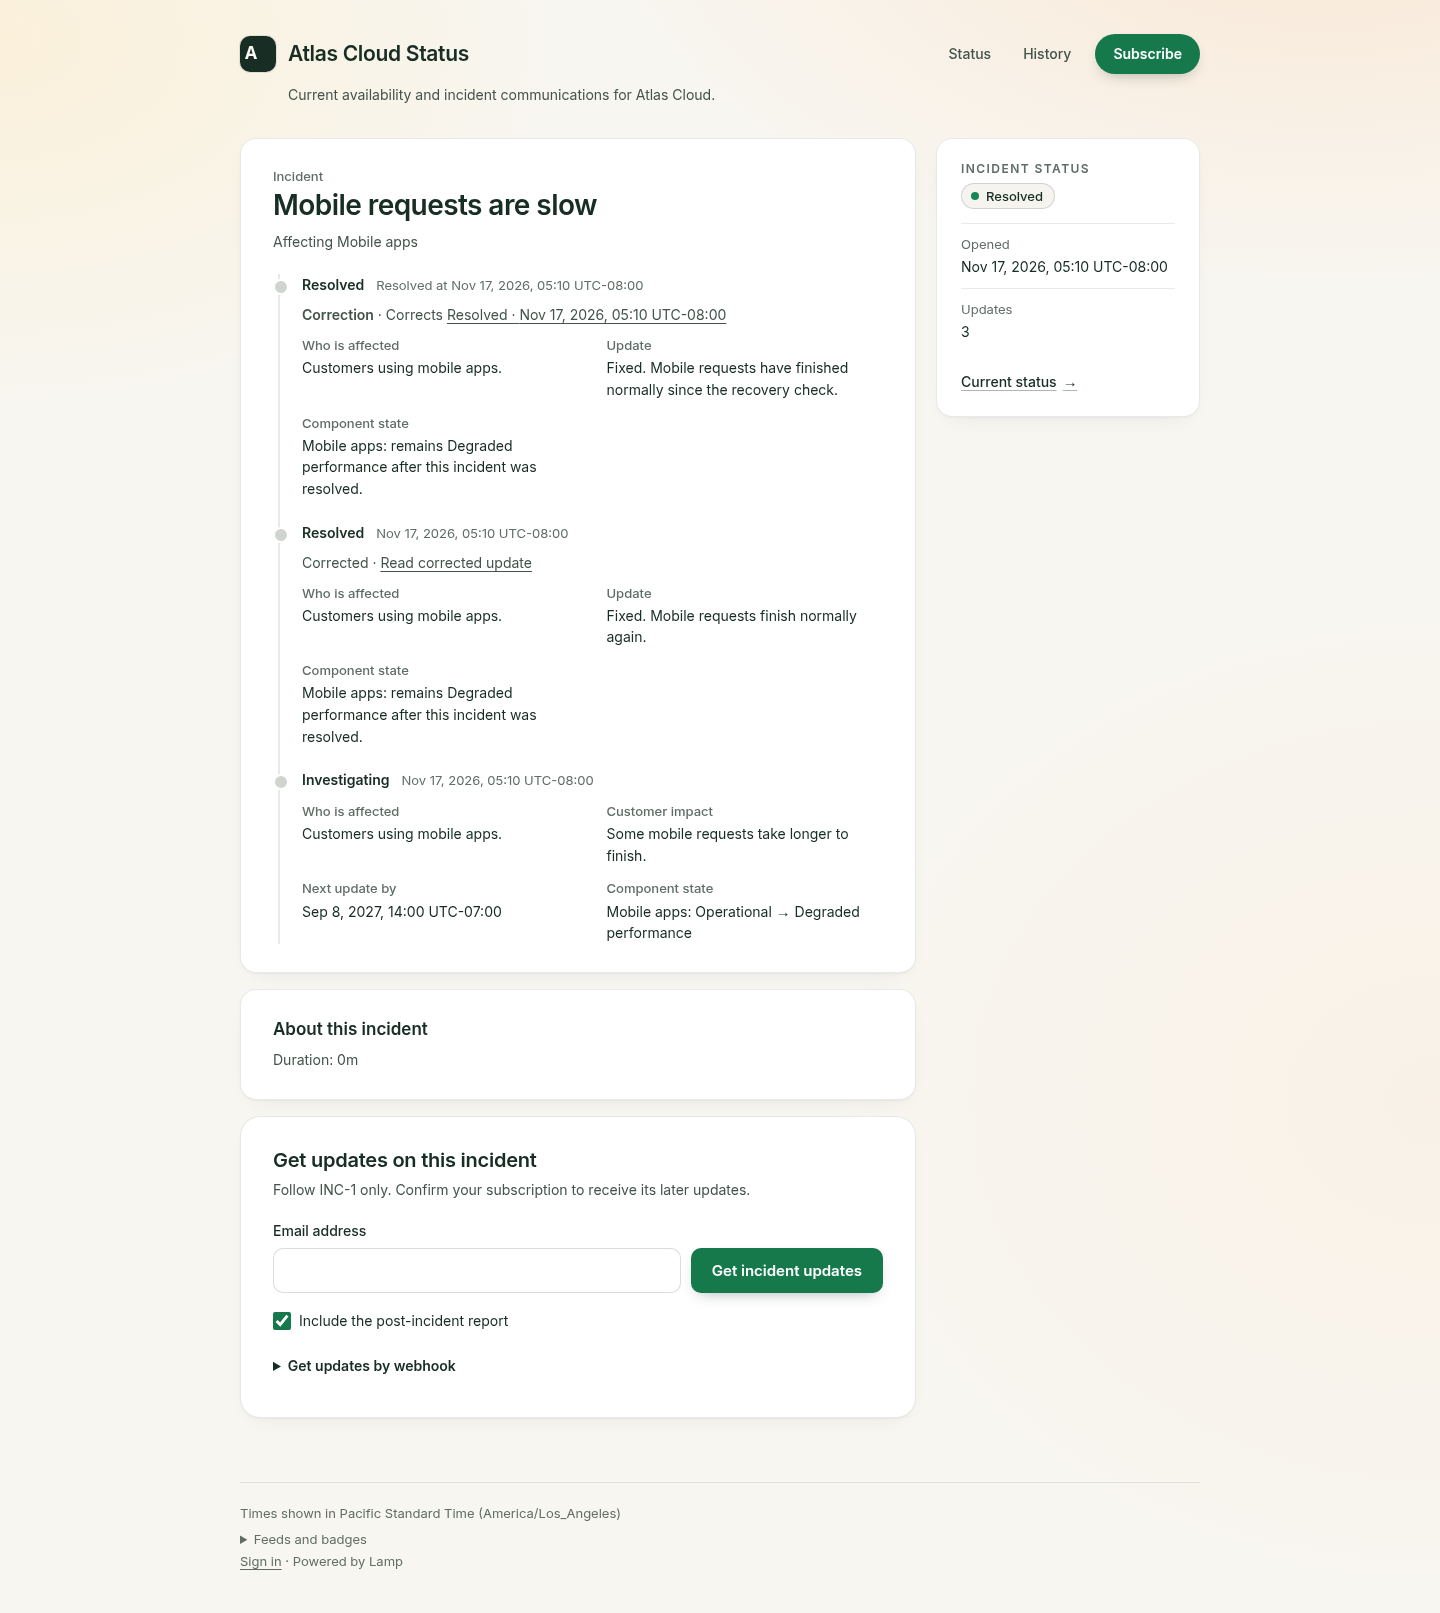 A
Atlas Cloud Status
Status
History
Subscribe
Current availability and incident communications for Atlas Cloud.
Incident
Mobile requests are slow
Affecting Mobile apps
Resolved Resolved at Nov 17, 2026, 05:10 UTC-08:00
Correction · Corrects Resolved · Nov 17, 2026, 05:10 UTC-08:00
Who is affected
Customers using mobile apps.
Update
Fixed. Mobile requests have finished
normally since the recovery check.
Component state
Mobile apps: remains Degraded
performance after this incident was
resolved.
Resolved Nov 17, 2026, 05:10 UTC-08:00
Corrected · Read corrected update
Who is affected
Customers using mobile apps.
Update
Fixed. Mobile requests finish normally
again.
Component state
Mobile apps: remains Degraded
performance after this incident was
resolved.
Investigating Nov 17, 2026, 05:10 UTC-08:00
Who is affected
Customers using mobile apps.
Customer impact
Some mobile requests take longer to
finish.
Next update by
Sep 8, 2027, 14:00 UTC-07:00
Component state
Mobile apps: Operational → Degraded
performance
INCIDENT STATUS
Resolved
Opened
Nov 17, 2026, 05:10 UTC-08:00
Updates
3
Current status →
About this incident
Duration: 0m
Get updates on this incident
Follow INC-1 only. Confirm your subscription to receive its later updates.
Email address
Get incident updates
Include the post-incident report
Get updates by webhook
Times shown in Pacific Standard Time (America/Los_Angeles)
Feeds and badges
Sign in · Powered by Lamp